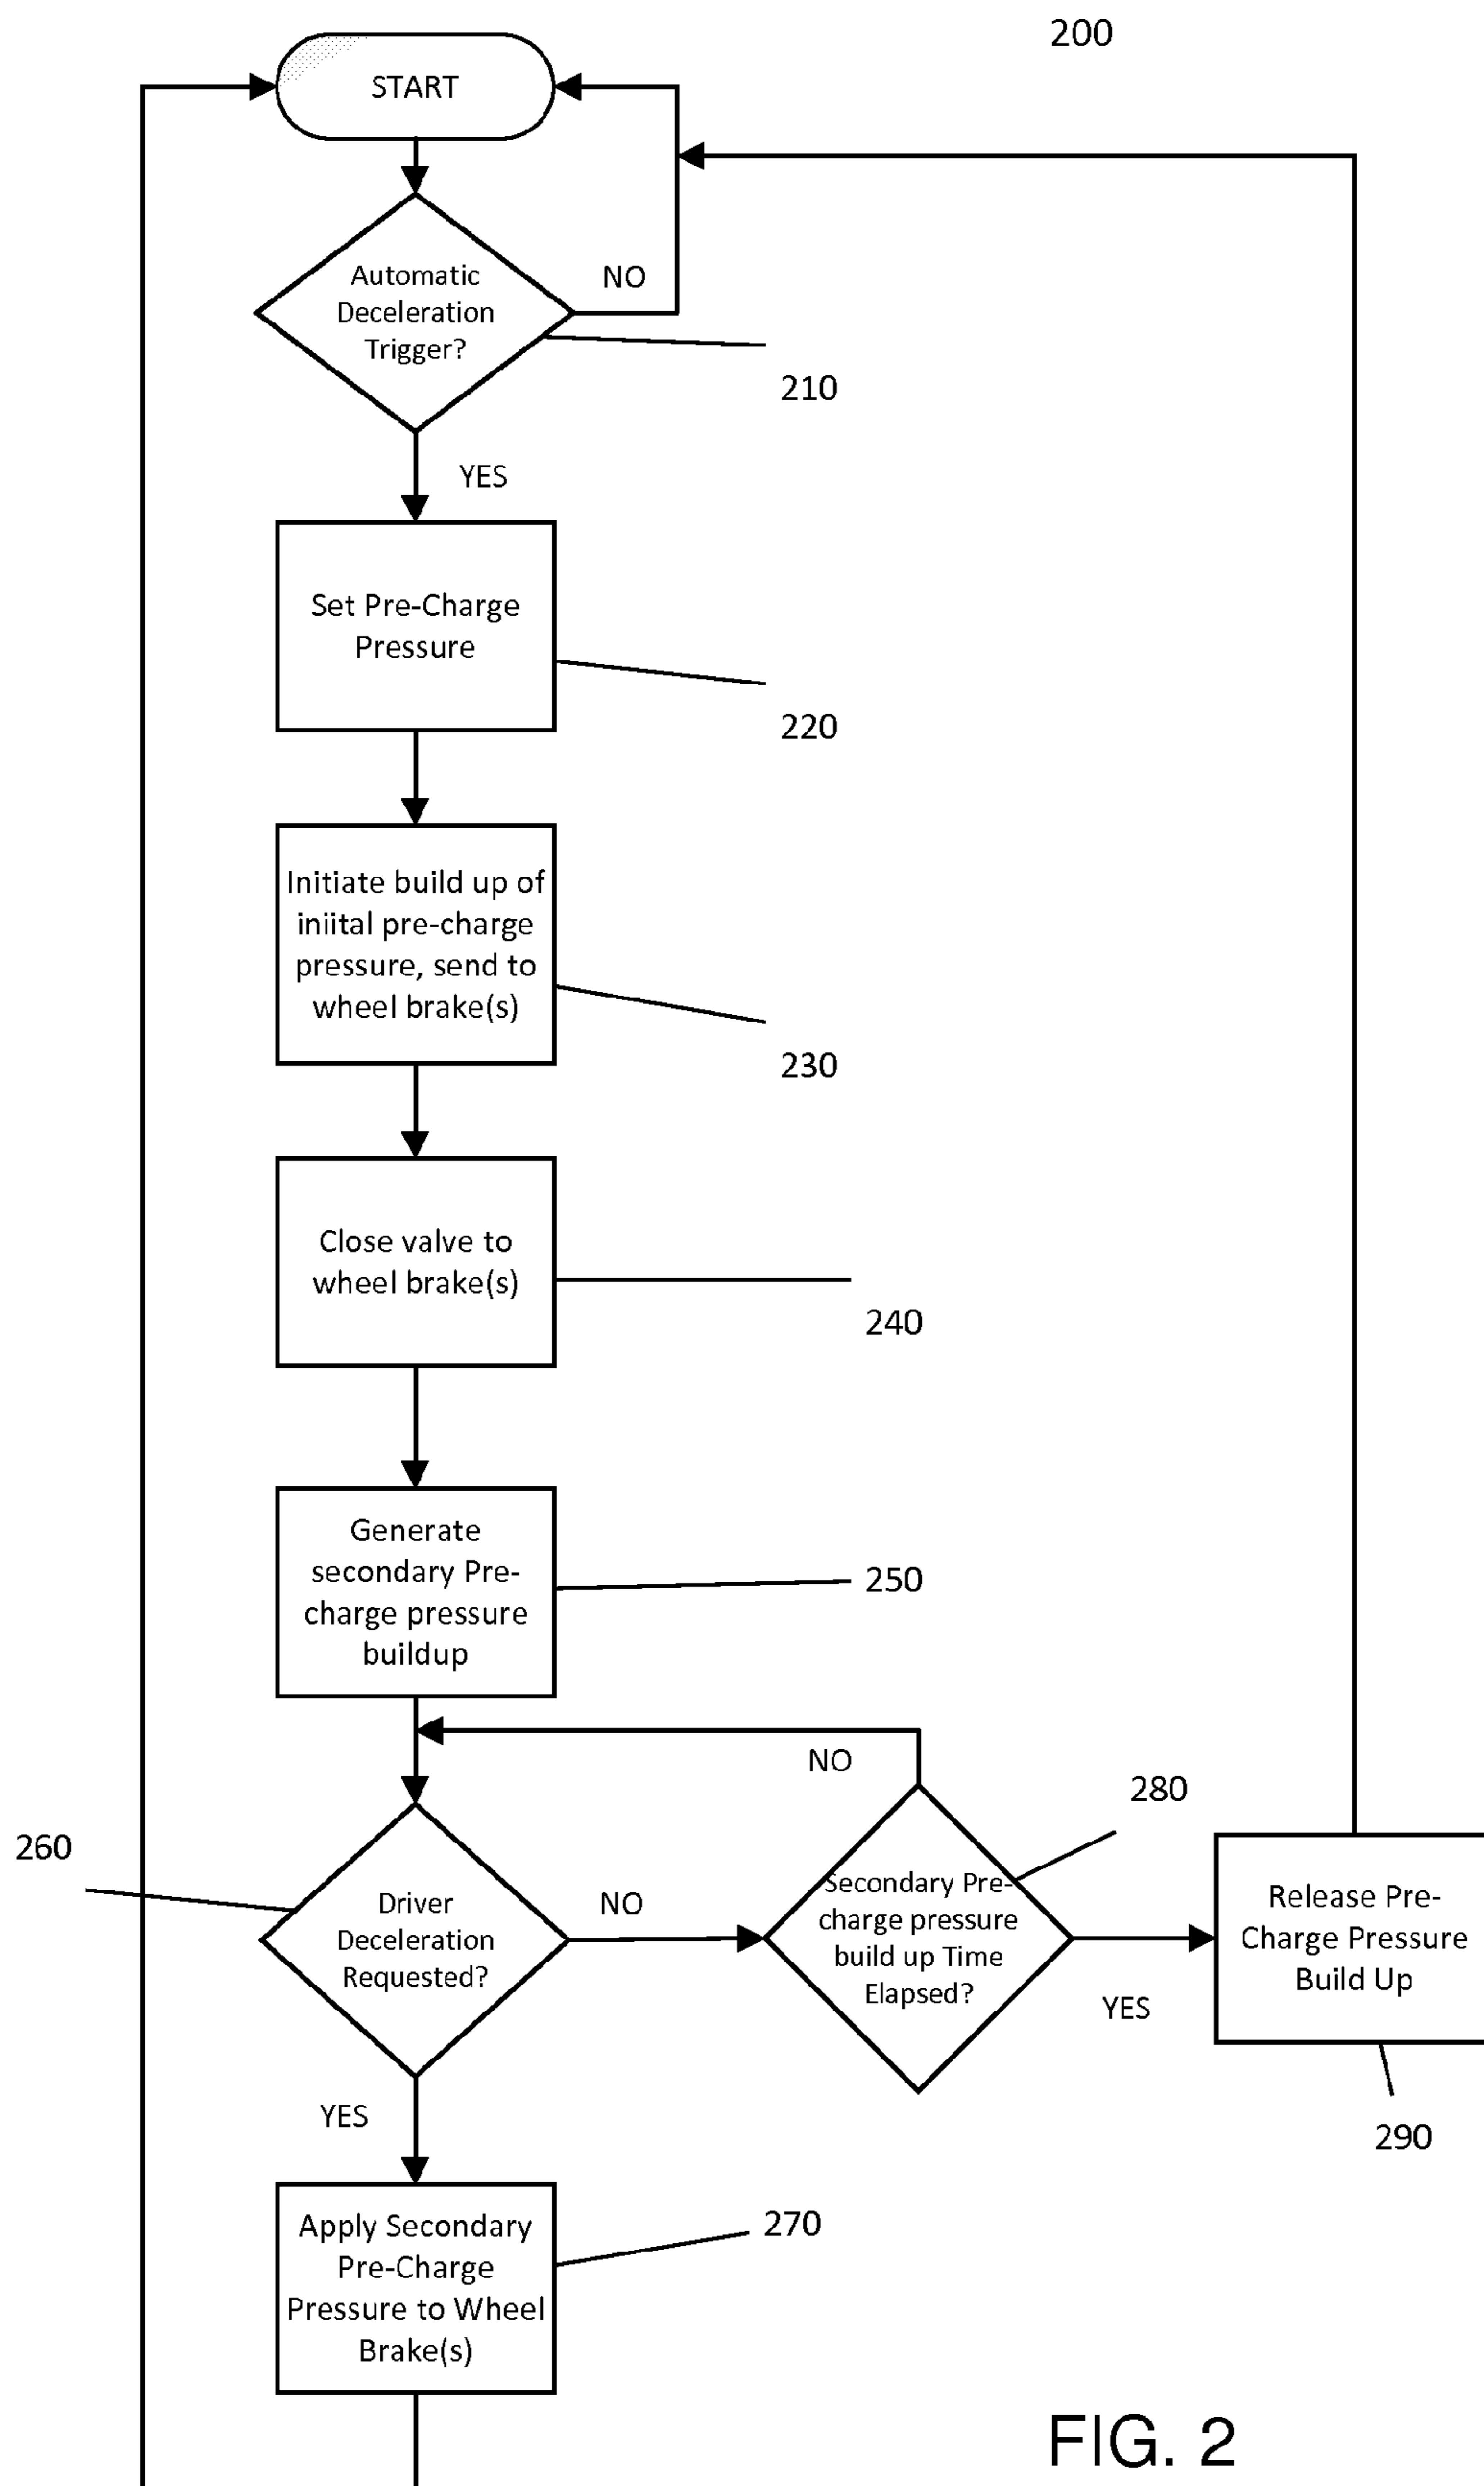 200
START
Automatic
Deceleration
Trigger?
NO
210
YES
Set Pre-Charge
Pressure
220
Initiate build up of
iniital pre-charge
pressure, send to
wheel brake(s)
230
Close valve to
wheel brake(s)
240
Generate
secondary Pre-
charge pressure
buildup
250
NO
260
Driver
Deceleration
Requested?
NO
280
Secondary Pre-
charge pressure
build up Time
Elapsed?
YES
Release Pre-
Charge Pressure
Build Up
290
YES
Apply Secondary
Pre-Charge
Pressure to Wheel
Brake(s)
270
FIG. 2